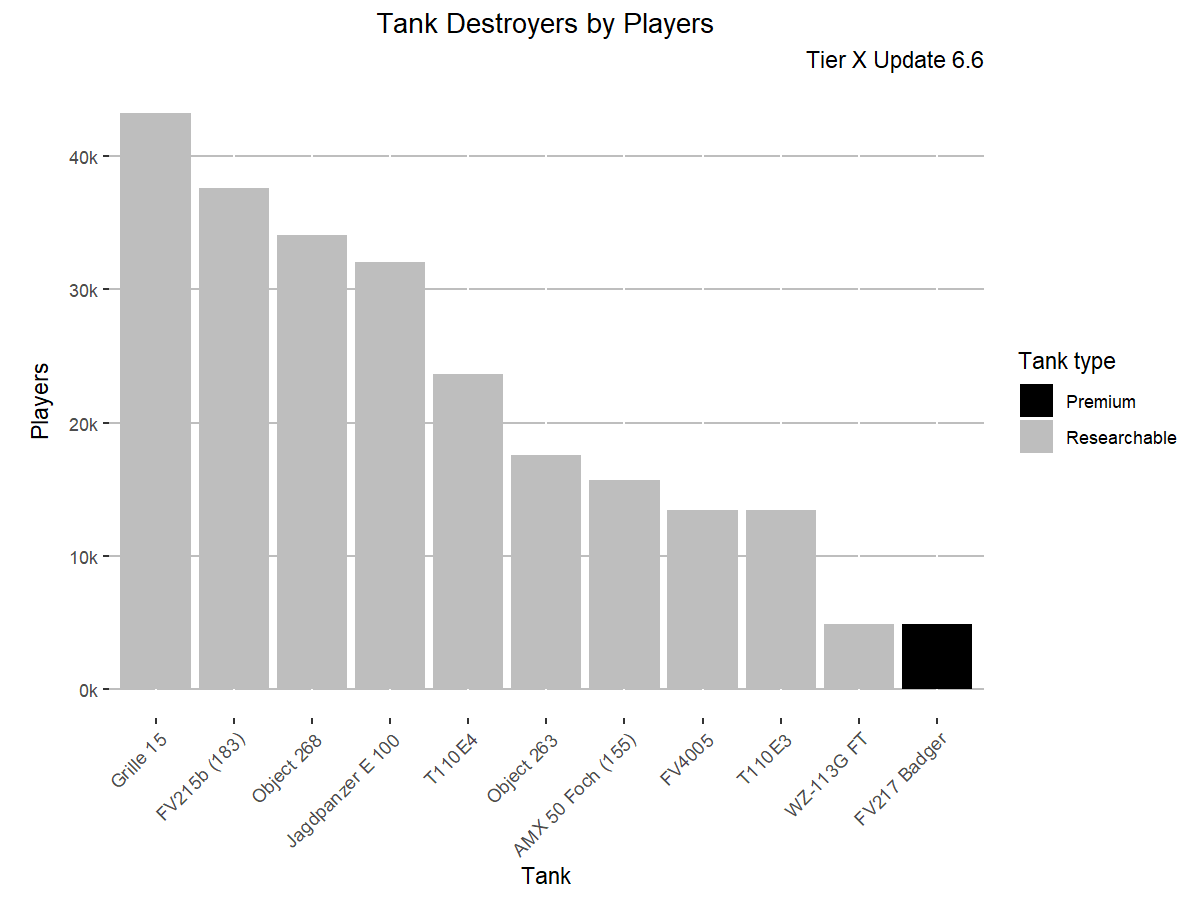 Tank Destroyers by Players
Tier X Update 6.6
Players
40k
30k
20k
10k
0k
Grille 15
FV215b (183)
Object 268
Jagdpanzer E 100
T110E4
Object 263
AMX 50 Foch (155)
FV4005
T110E3
WZ-113G FT
FV217 Badger
Tank
Tank type
Premium
Researchable